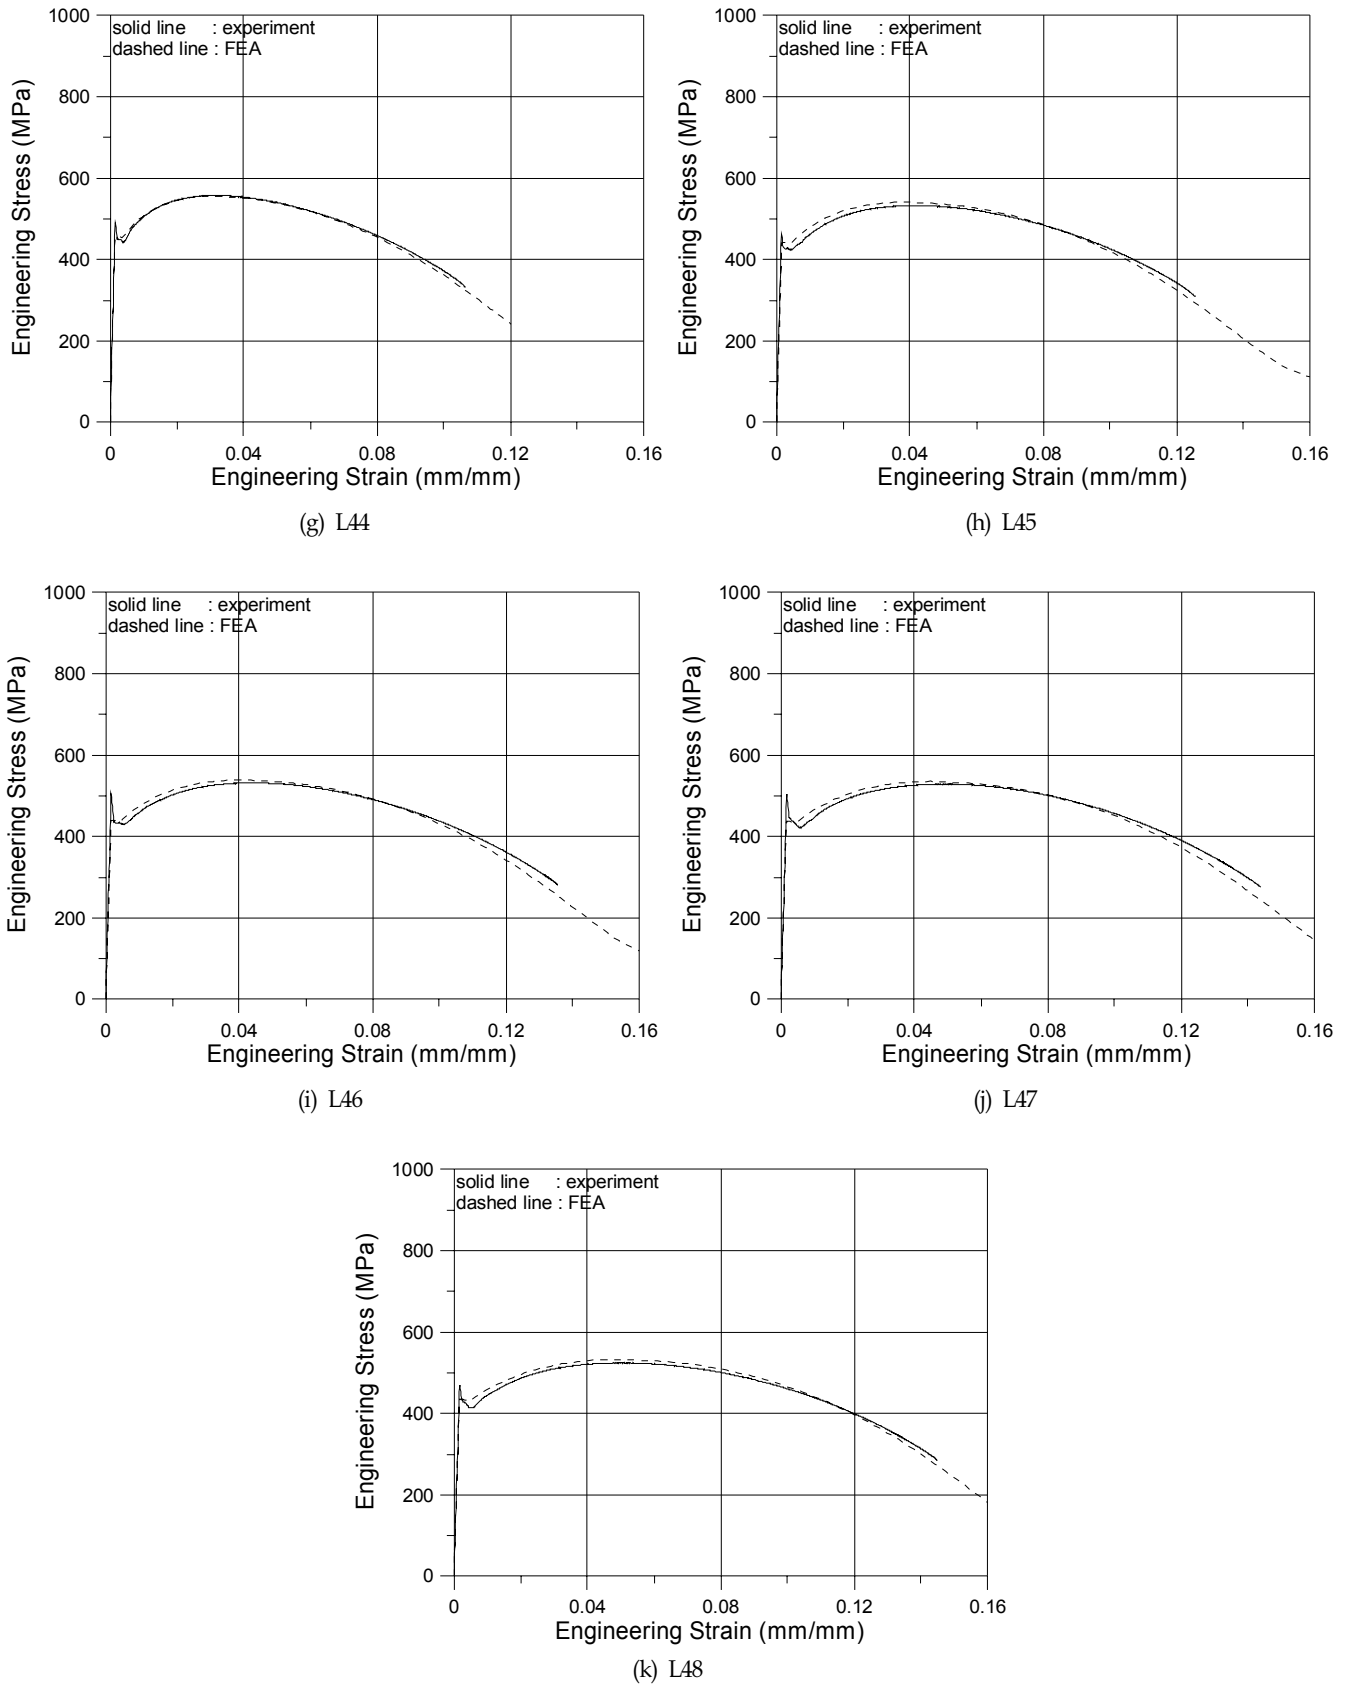 1000
800
600
400
200
0
Engineering Stress (MPa)
solid line : experiment
dashed line : FEA
0 0.04 0.08 0.12 0.16
Engineering Strain (mm/mm)
(g) L44
1000
800
600
400
200
0
Engineering Stress (MPa)
solid line : experiment
dashed line : FEA
0 0.04 0.08 0.12 0.16
Engineering Strain (mm/mm)
(h) L45
1000
800
600
400
200
0
Engineering Stress (MPa)
solid line : experiment
dashed line : FEA
0 0.04 0.08 0.12 0.16
Engineering Strain (mm/mm)
(i) L46
1000
800
600
400
200
0
Engineering Stress (MPa)
solid line : experiment
dashed line : FEA
0 0.04 0.08 0.12 0.16
Engineering Strain (mm/mm)
(j) L47
1000
800
600
400
200
0
Engineering Stress (MPa)
solid line : experiment
dashed line : FEA
0 0.04 0.08 0.12 0.16
Engineering Strain (mm/mm)
(k) L48